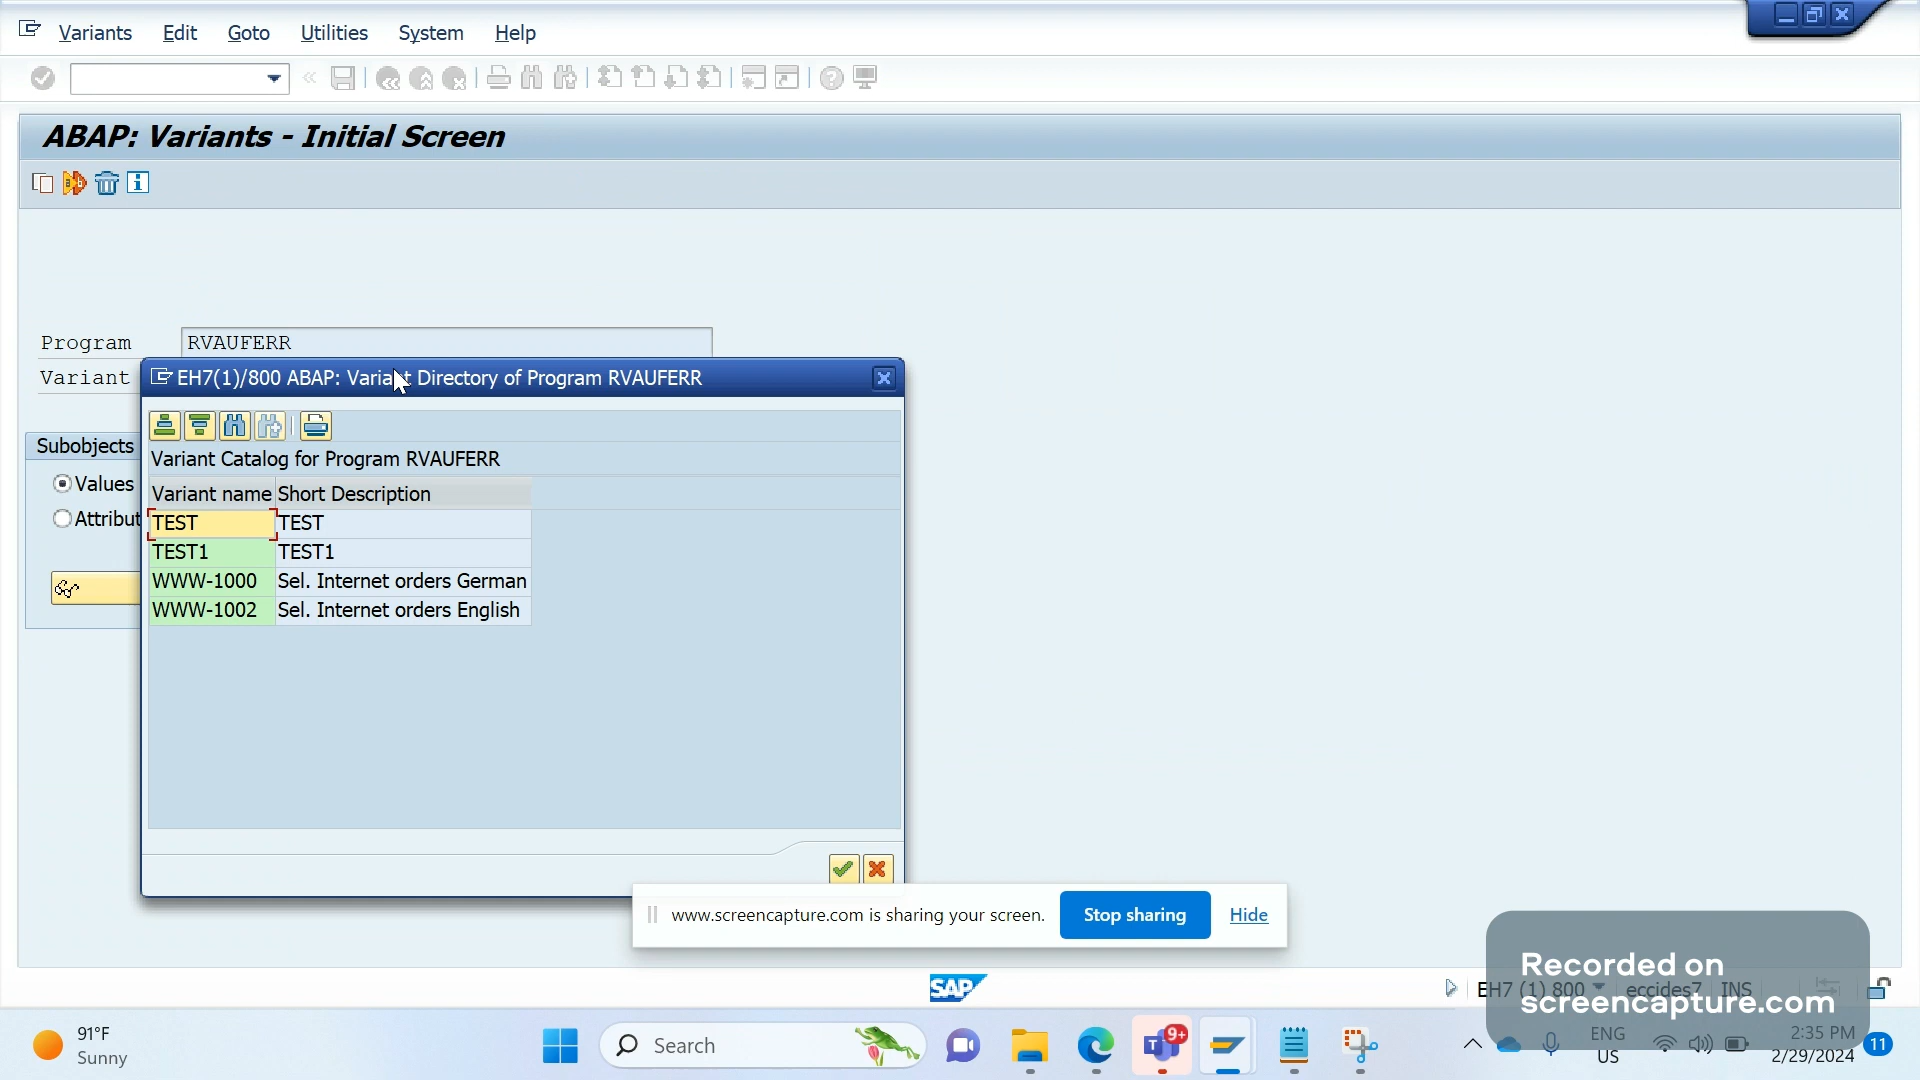 Variants Edit Goto Utilities System Help
ABAP: Variants - Initial Screen
Program RVAUFERR
Variant
EH7(1)/800 ABAP: Variant Directory of Program RVAUFERR
Subobjects
Values
Attribut
Variant Catalog for Program RVAUFERR
Variant name Short Description
TEST TEST
TEST1 TEST1
WWW-1000 Sel. Internet orders German
WWW-1002 Sel. Internet orders English
www.screencapture.com is sharing your screen. Stop sharing Hide
SAP
EH7 (1) 800 eccides7 INS
Recorded on
screencapture.com
91°F
Sunny
Search
T
9+
ENG
US
2:35 PM
2/29/2024
11